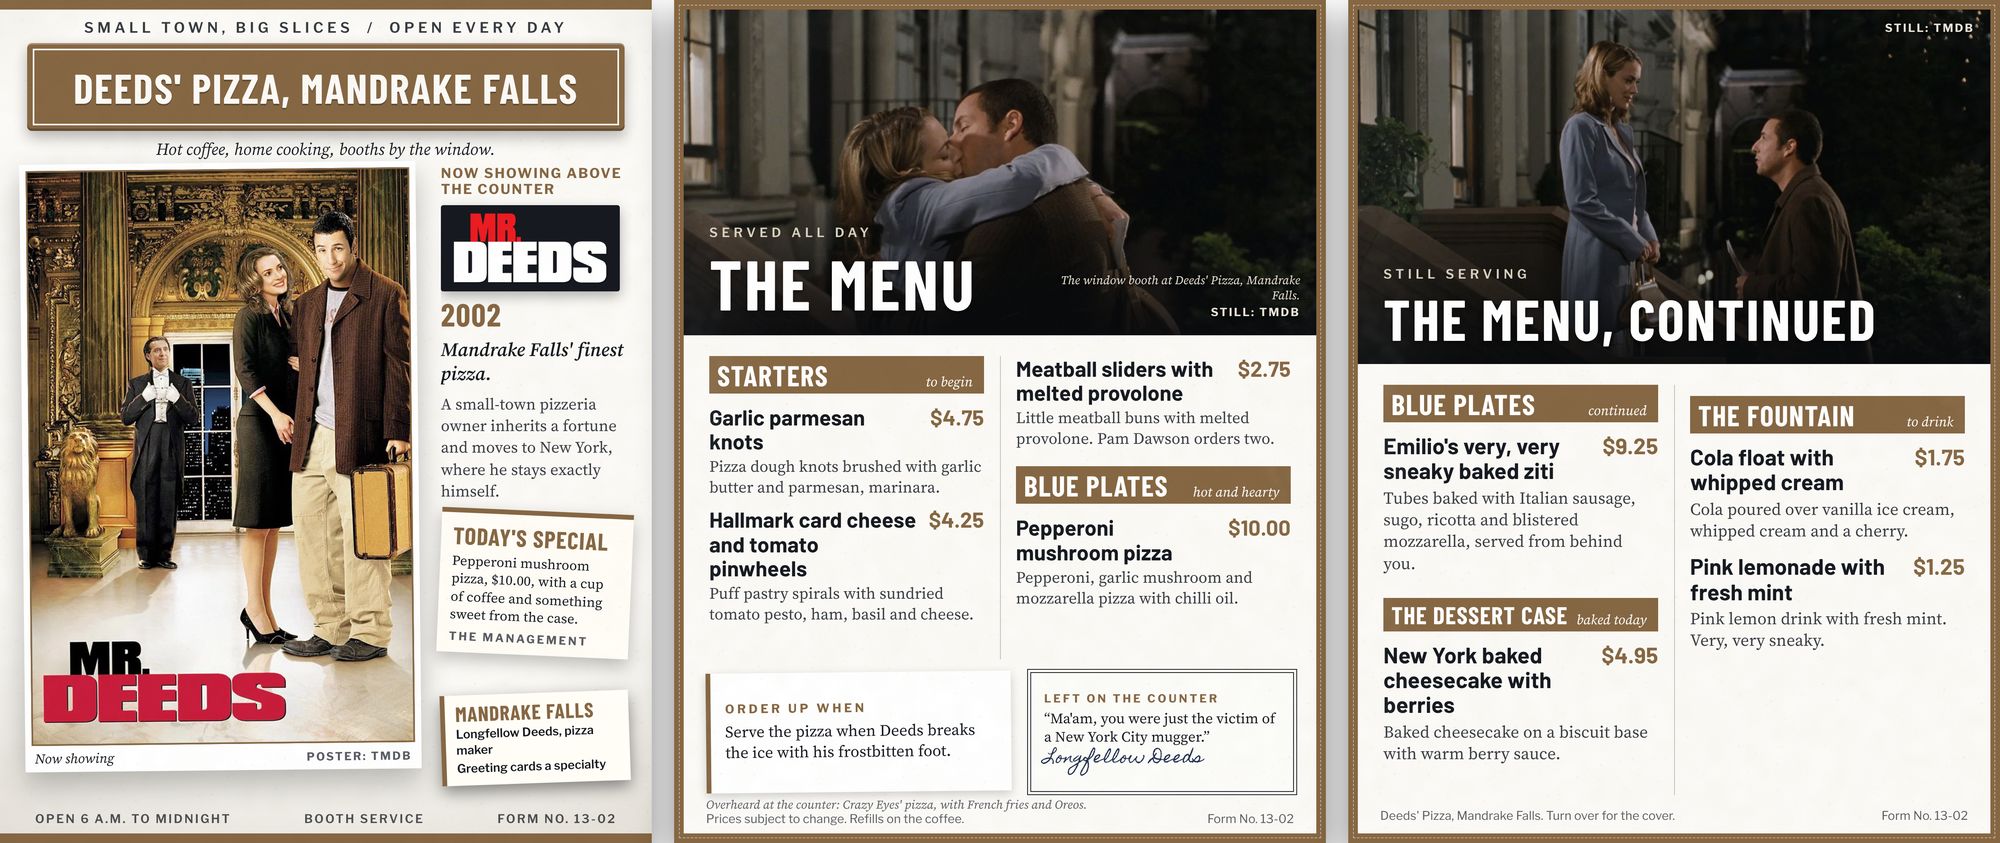 SMALL TOWN, BIG SLICES / OPEN EVERY DAY
DEEDS' PIZZA, MANDRAKE FALLS
Hot coffee, home cooking, booths by the window.
MR.
DEEDS
Now showing
POSTER: TMDB
NOW SHOWING ABOVE
THE COUNTER
MR.
DEEDS
2002
Mandrake Falls' finest
pizza.
A small-town pizzeria
owner inherits a fortune
and moves to New York,
where he stays exactly
himself.
TODAY'S SPECIAL
Pepperoni mushroom
pizza, $10.00, with a cup
of coffee and something
sweet from the case.
THE MANAGEMENT
MANDRAKE FALLS
Longfellow Deeds, pizza
maker
Greeting cards a specialty
OPEN 6 A.M. TO MIDNIGHT
BOOTH SERVICE
FORM NO. 13-02
SERVED ALL DAY
THE MENU
The window booth at Deeds' Pizza, Mandrake
Falls.
STILL: TMDB
STARTERS to begin
Garlic parmesan $4.75
knots
Pizza dough knots brushed with garlic
butter and parmesan, marinara.
Hallmark card cheese $4.25
and tomato
pinwheels
Puff pastry spirals with sundried
tomato pesto, ham, basil and cheese.
Meatball sliders with $2.75
melted provolone
Little meatball buns with melted
provolone. Pam Dawson orders two.
BLUE PLATES hot and hearty
Pepperoni $10.00
mushroom pizza
Pepperoni, garlic mushroom and
mozzarella pizza with chilli oil.
ORDER UP WHEN
Serve the pizza when Deeds breaks
the ice with his frostbitten foot.
LEFT ON THE COUNTER
“Ma'am, you were just the victim of
a New York City mugger.”
Longfellow Deeds
Overheard at the counter: Crazy Eyes' pizza, with French fries and Oreos.
Prices subject to change. Refills on the coffee.
Form No. 13-02
STILL: TMDB
STILL SERVING
THE MENU, CONTINUED
BLUE PLATES continued
Emilio's very, very $9.25
sneaky baked ziti
Tubes baked with Italian sausage,
sugo, ricotta and blistered
mozzarella, served from behind
you.
THE DESSERT CASE baked today
New York baked $4.95
cheesecake with
berries
Baked cheesecake on a biscuit base
with warm berry sauce.
THE FOUNTAIN to drink
Cola float with $1.75
whipped cream
Cola poured over vanilla ice cream,
whipped cream and a cherry.
Pink lemonade with $1.25
fresh mint
Pink lemon drink with fresh mint.
Very, very sneaky.
Deeds' Pizza, Mandrake Falls. Turn over for the cover.
Form No. 13-02